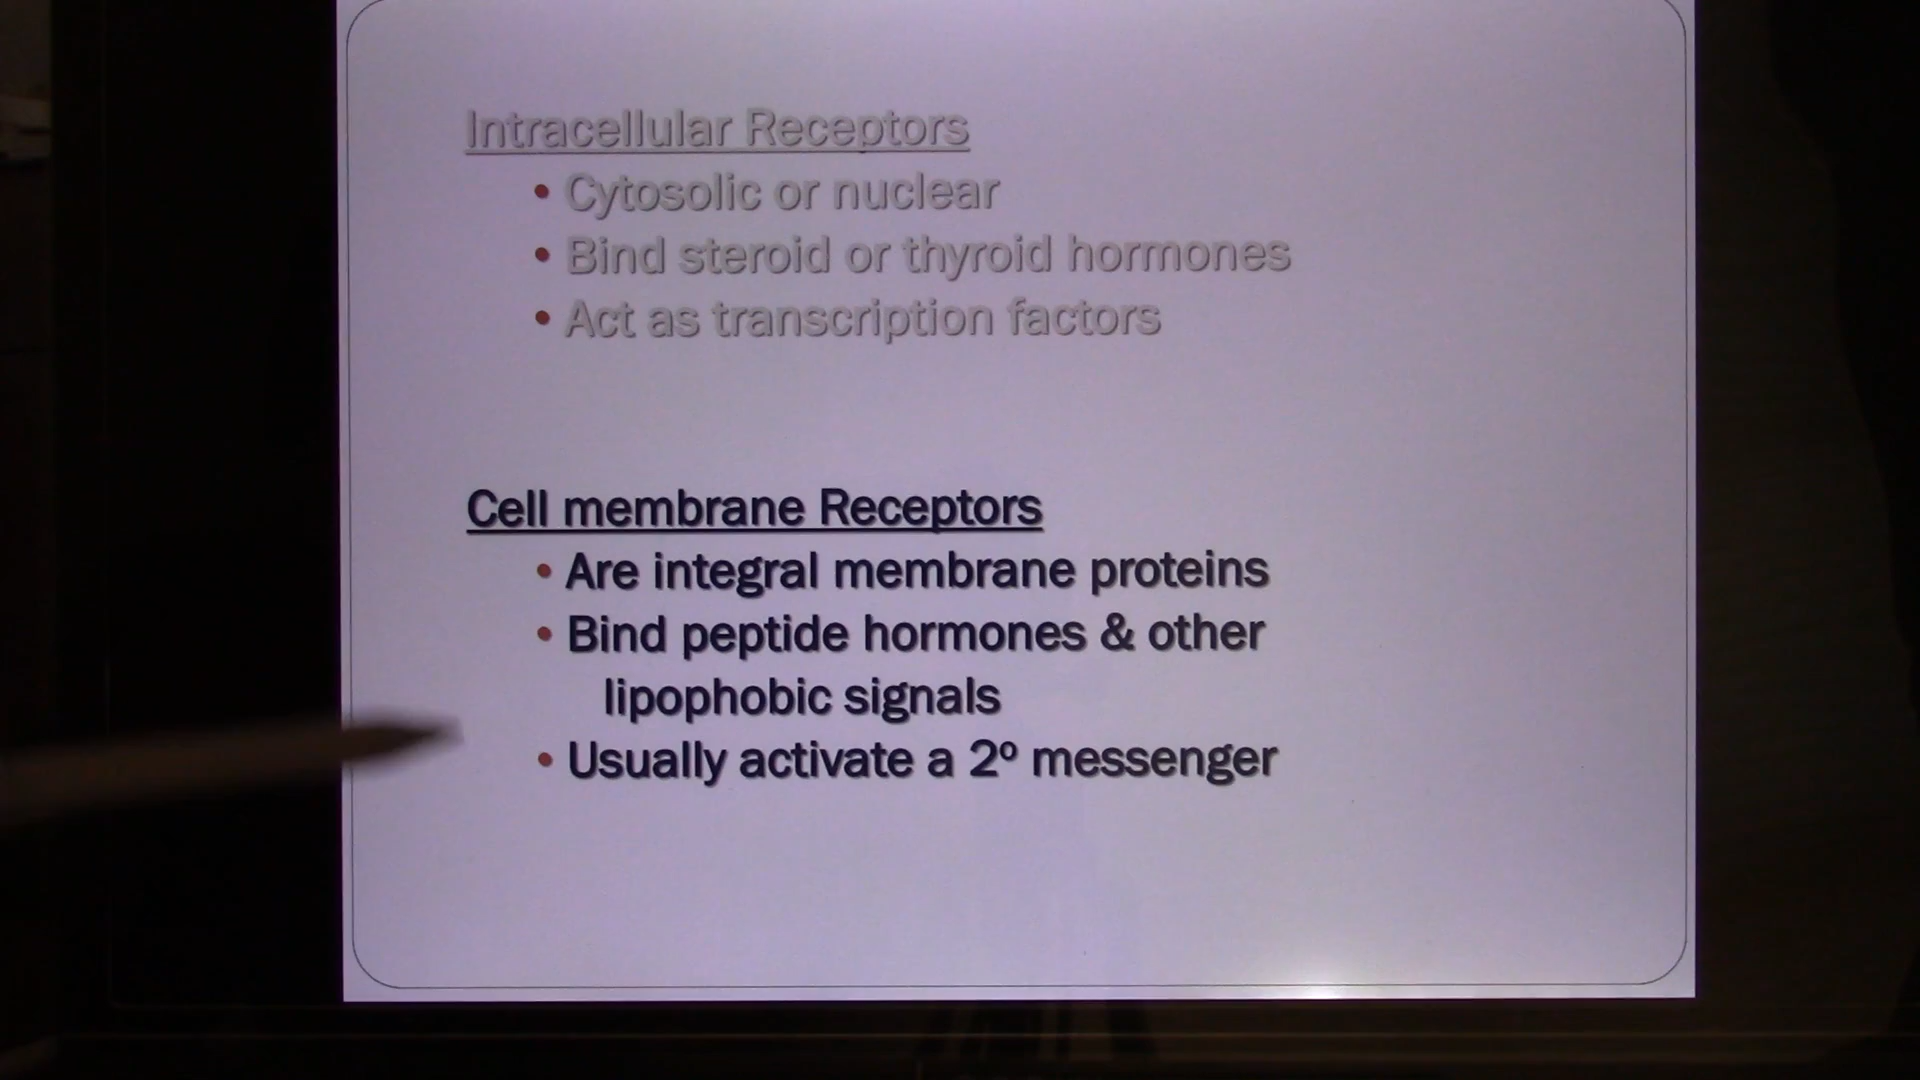 Intracellular Receptors
• Cytosolic or nuclear
• Bind steroid or thyroid hormones
• Act as transcription factors
Cell membrane Receptors
• Are integral membrane proteins
• Bind peptide hormones & other
lipophobic signals
• Usually activate a 2º messenger